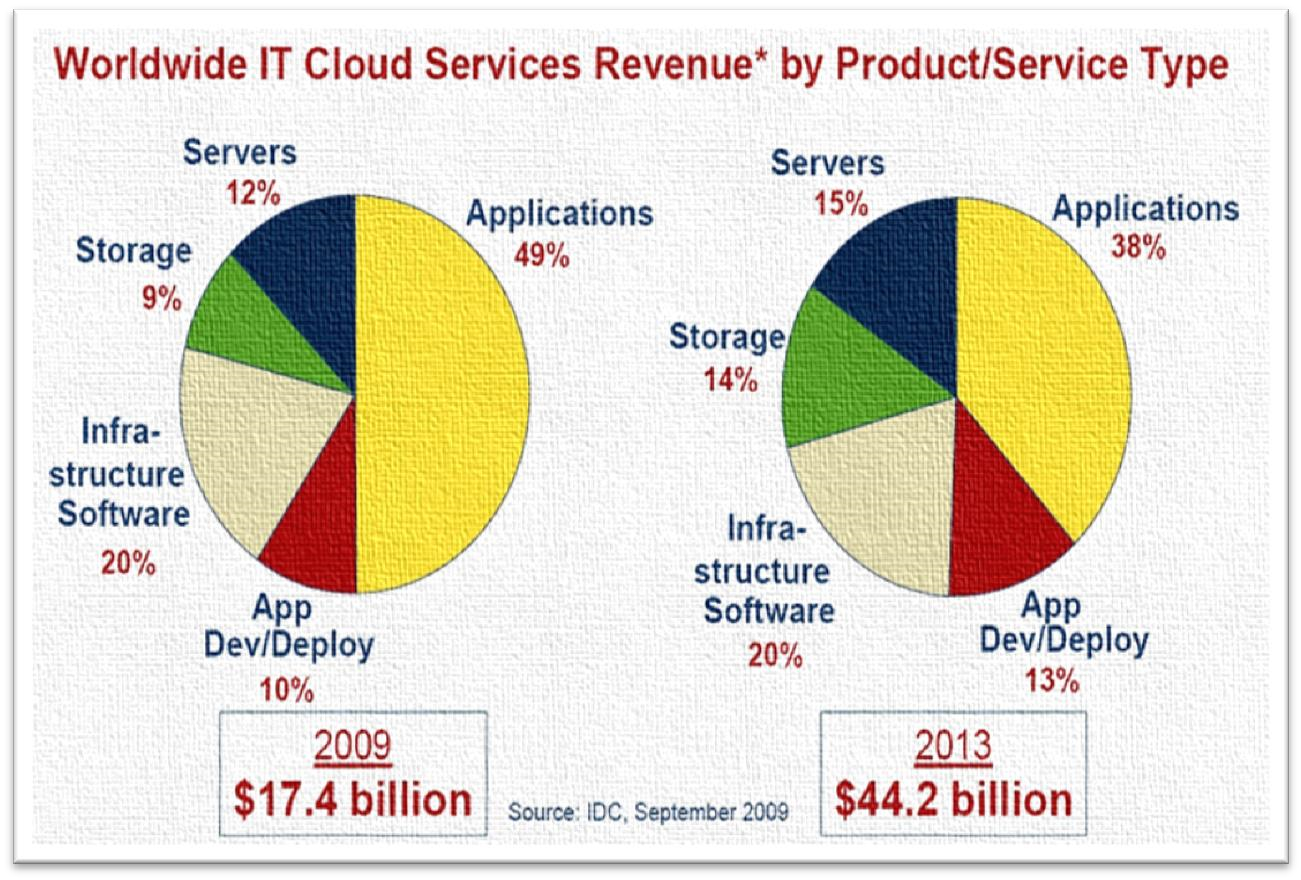 Worldwide IT Cloud Services Revenue* by Product/Service Type
Servers
12%
Applications
49%
Storage
9%
Infra-
structure
Software
20%
App
Dev/Deploy
10%
2009
$17.4 billion
Servers
15%
Applications
38%
Storage
14%
Infra-
structure
Software
20%
App
Dev/Deploy
13%
2013
$44.2 billion
Source: IDC, September 2009